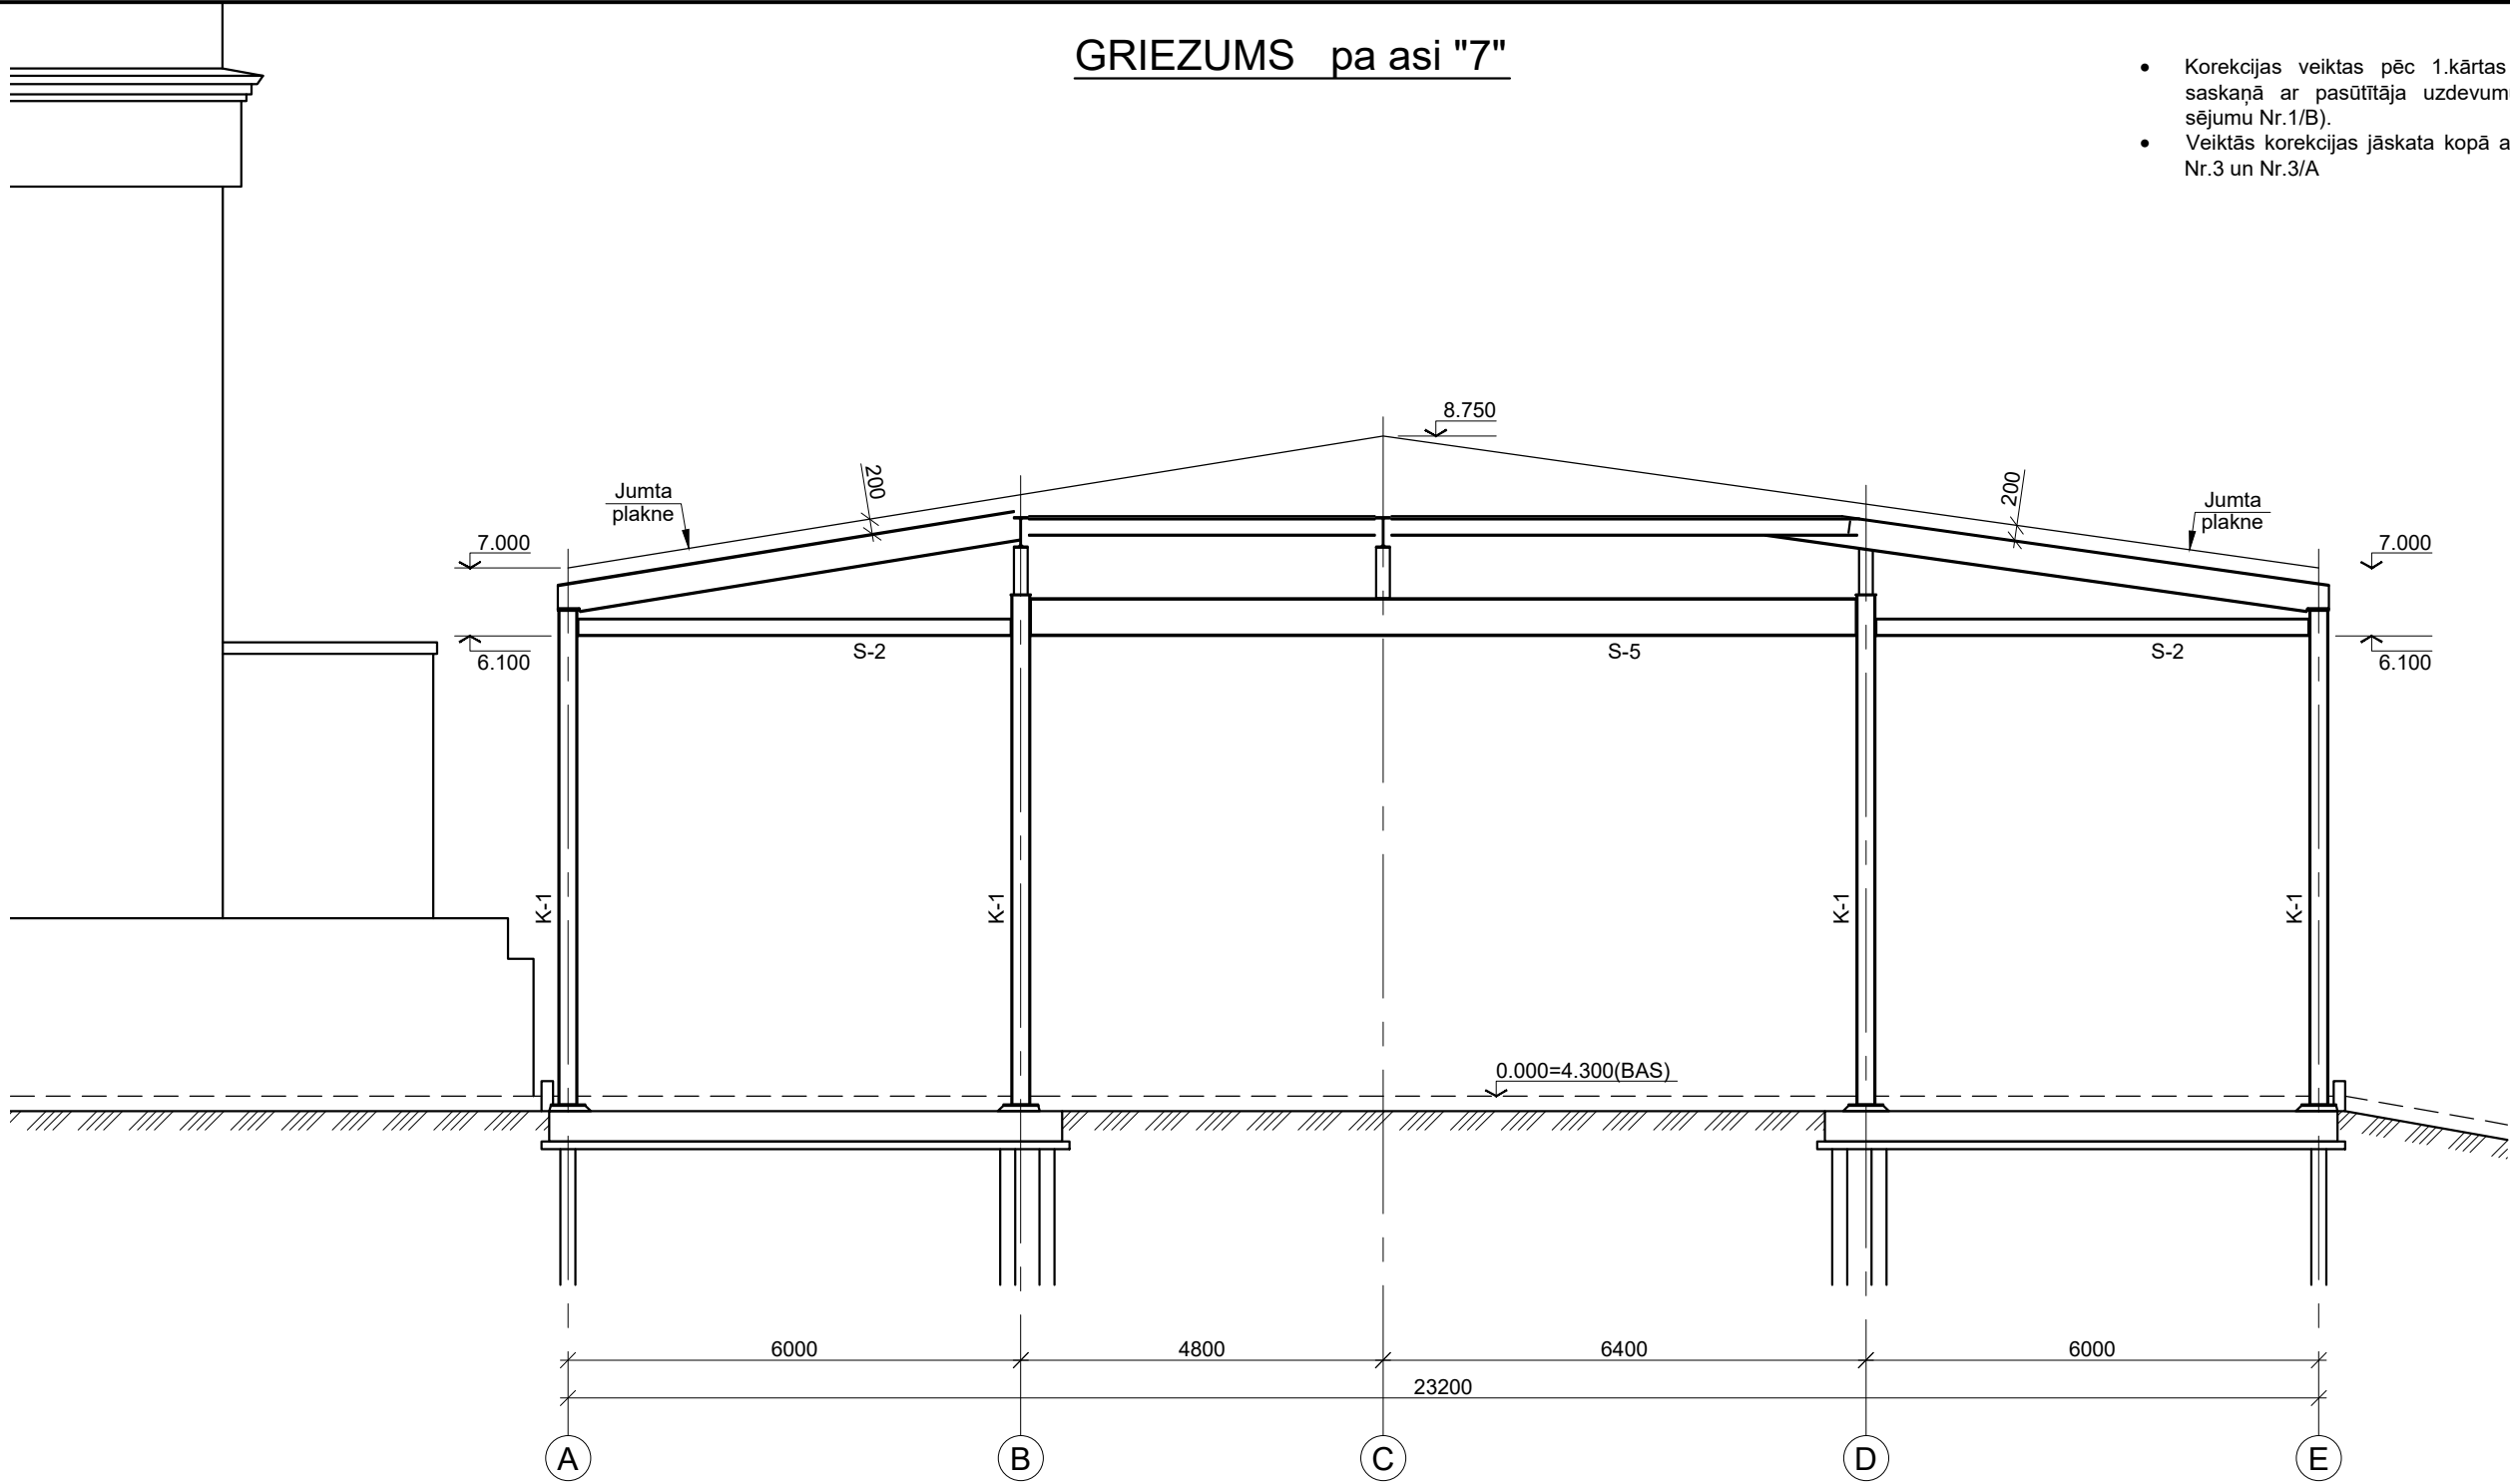 GRIEZUMS pa asi "7"
• Korekcijas veiktas pēc 1.kārtas
saskaņā ar pasūtītāja
sējumu Nr.1/B).
• Veiktās korekcijas jāskata kopā
Nr.3 un Nr.3/A
8.750
200
200
Jumta
plakne
Jumta
plakne
7.000
7.000
6.100
S-2
S-5
S-2
6.100
K-1
K-1
K-1
K-1
0.000=4.300(BAS)
6000
4800
6400
6000
23200
A
B
C
D
E